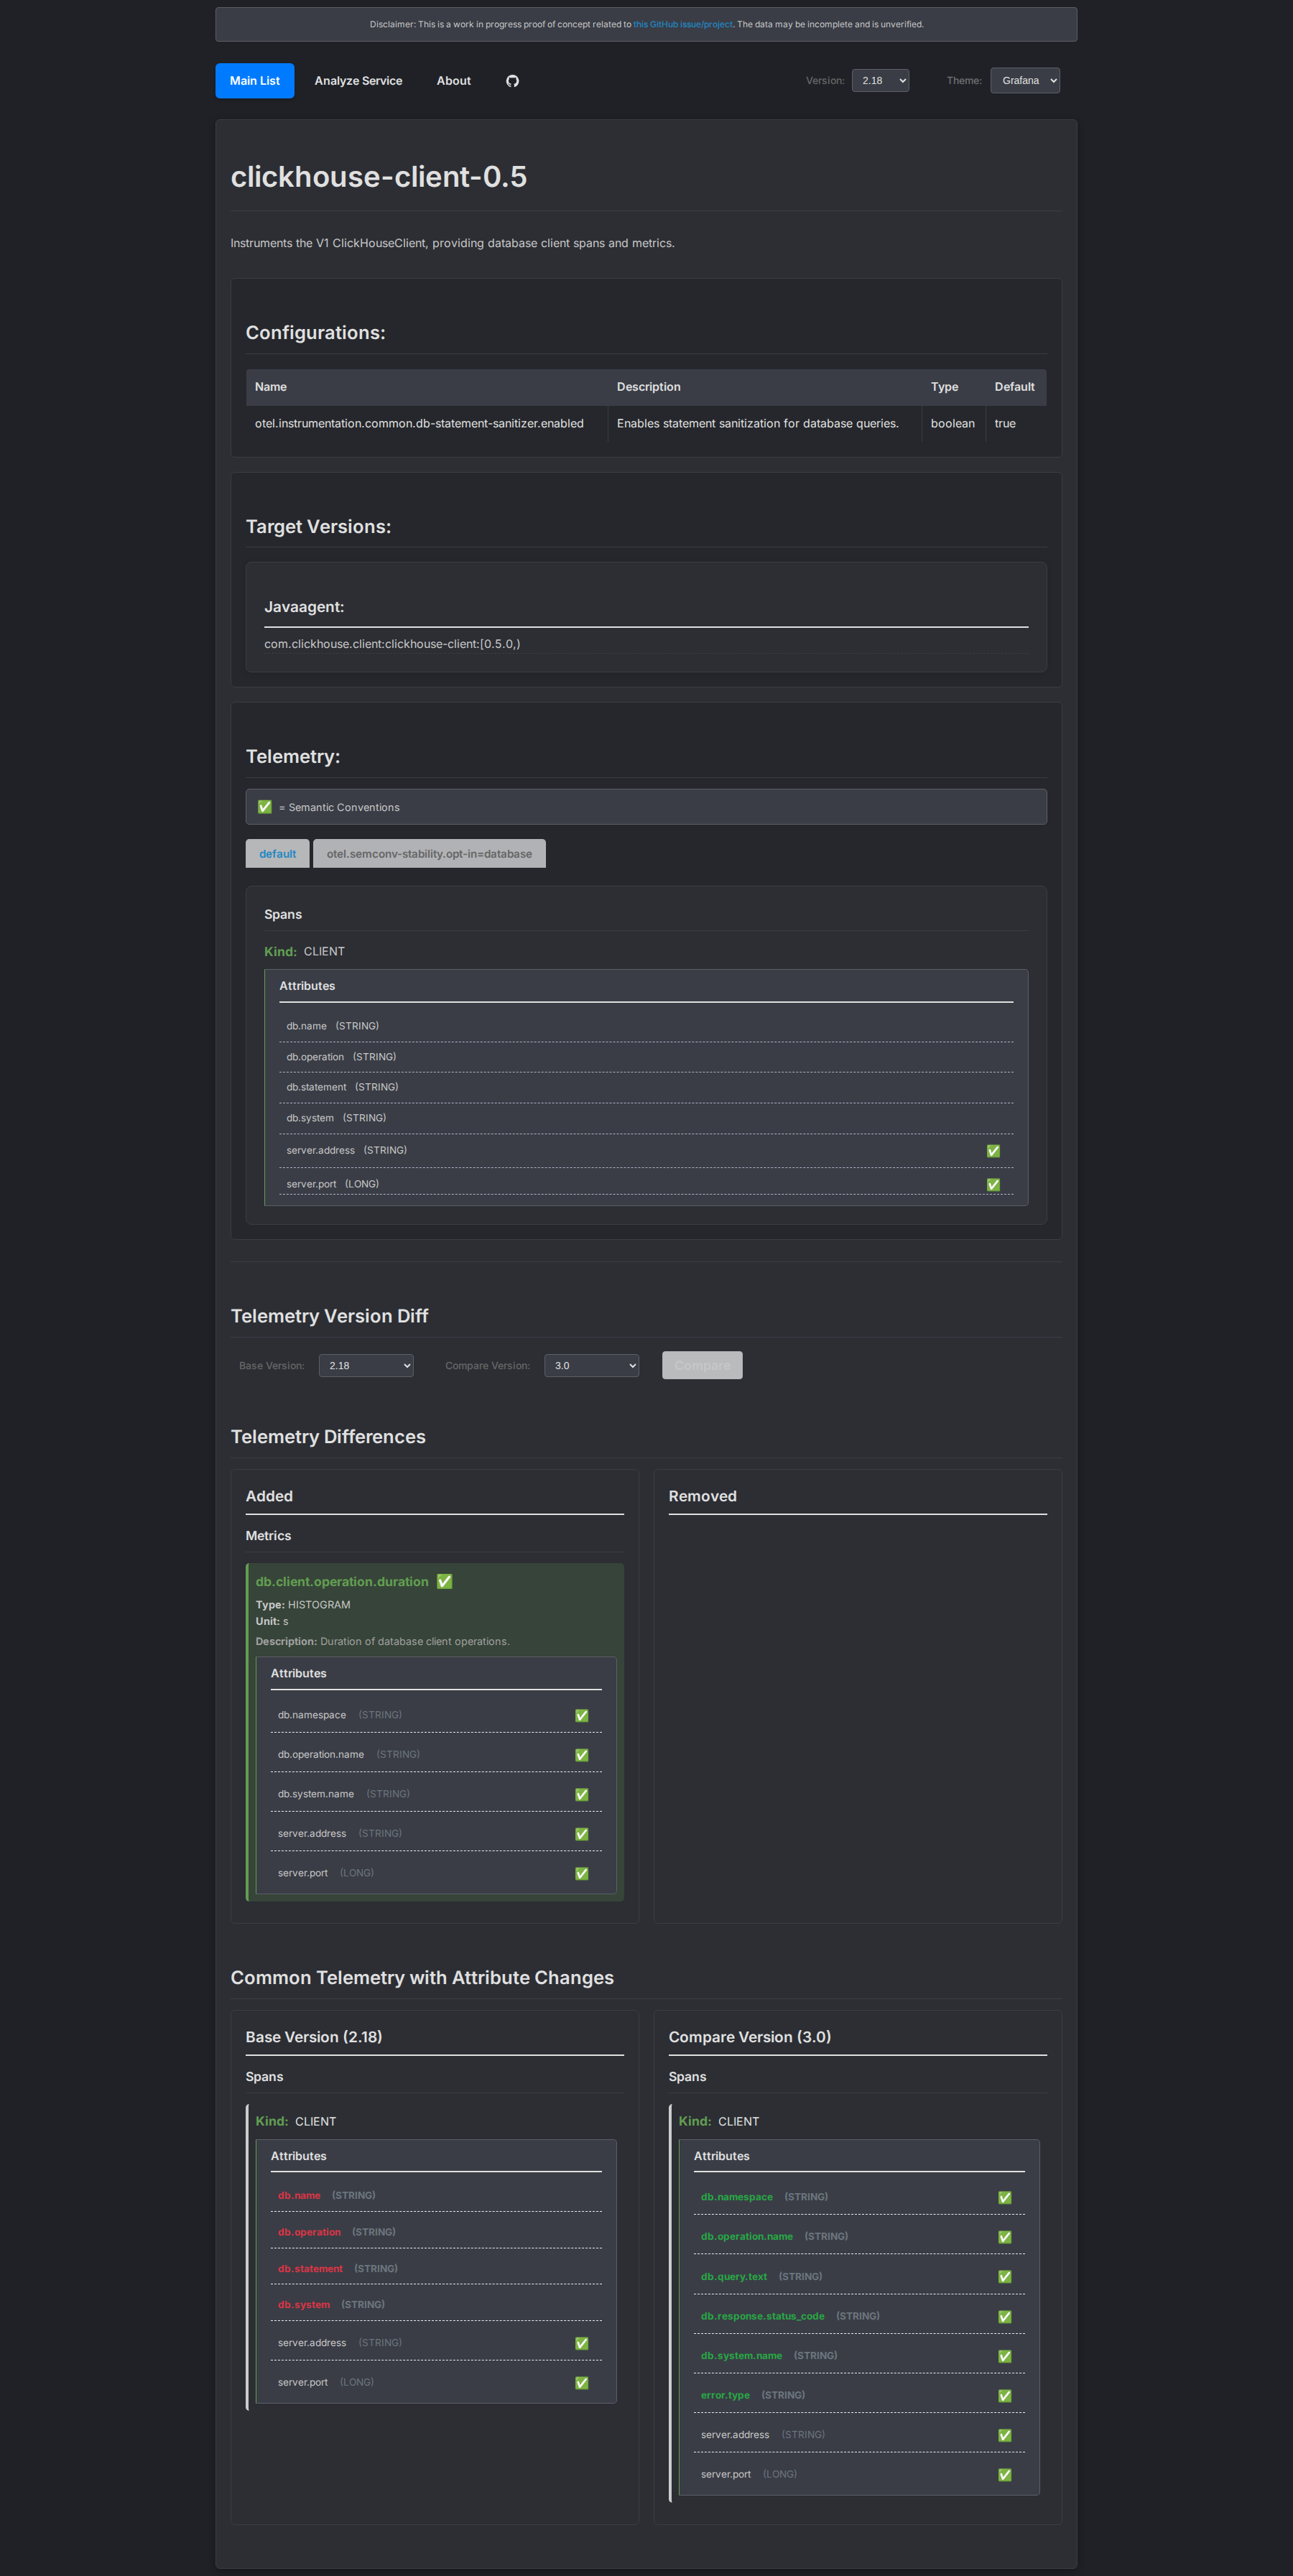 Disclaimer: This is a work in progress proof of concept related to this GitHub issue/project. The data may be incomplete and is unverified.
Main List Analyze Service About Version: 2.18 Theme: Grafana
clickhouse-client-0.5
Instruments the V1 ClickHouseClient, providing database client spans and metrics.
Configurations:
Name Description Type Default
otel.instrumentation.common.db-statement-sanitizer.enabled Enables statement sanitization for database queries. boolean true
Target Versions:
Javaagent:
com.clickhouse.client:clickhouse-client:[0.5.0,)
Telemetry:
✅ = Semantic Conventions
default otel.semconv-stability.opt-in=database
Spans
Kind: CLIENT
Attributes
db.name (STRING)
db.operation (STRING)
db.statement (STRING)
db.system (STRING)
server.address (STRING) ✅
server.port (LONG) ✅
Telemetry Version Diff
Base Version: 2.18 Compare Version: 3.0 Compare
Telemetry Differences
Added
Metrics
db.client.operation.duration ✅
Type: HISTOGRAM
Unit: s
Description: Duration of database client operations.
Attributes
db.namespace (STRING) ✅
db.operation.name (STRING) ✅
db.system.name (STRING) ✅
server.address (STRING) ✅
server.port (LONG) ✅
Removed
Common Telemetry with Attribute Changes
Base Version (2.18)
Spans
Kind: CLIENT
Attributes
db.name (STRING)
db.operation (STRING)
db.statement (STRING)
db.system (STRING)
server.address (STRING) ✅
server.port (LONG) ✅
Compare Version (3.0)
Spans
Kind: CLIENT
Attributes
db.namespace (STRING) ✅
db.operation.name (STRING) ✅
db.query.text (STRING) ✅
db.response.status_code (STRING) ✅
db.system.name (STRING) ✅
error.type (STRING) ✅
server.address (STRING) ✅
server.port (LONG) ✅